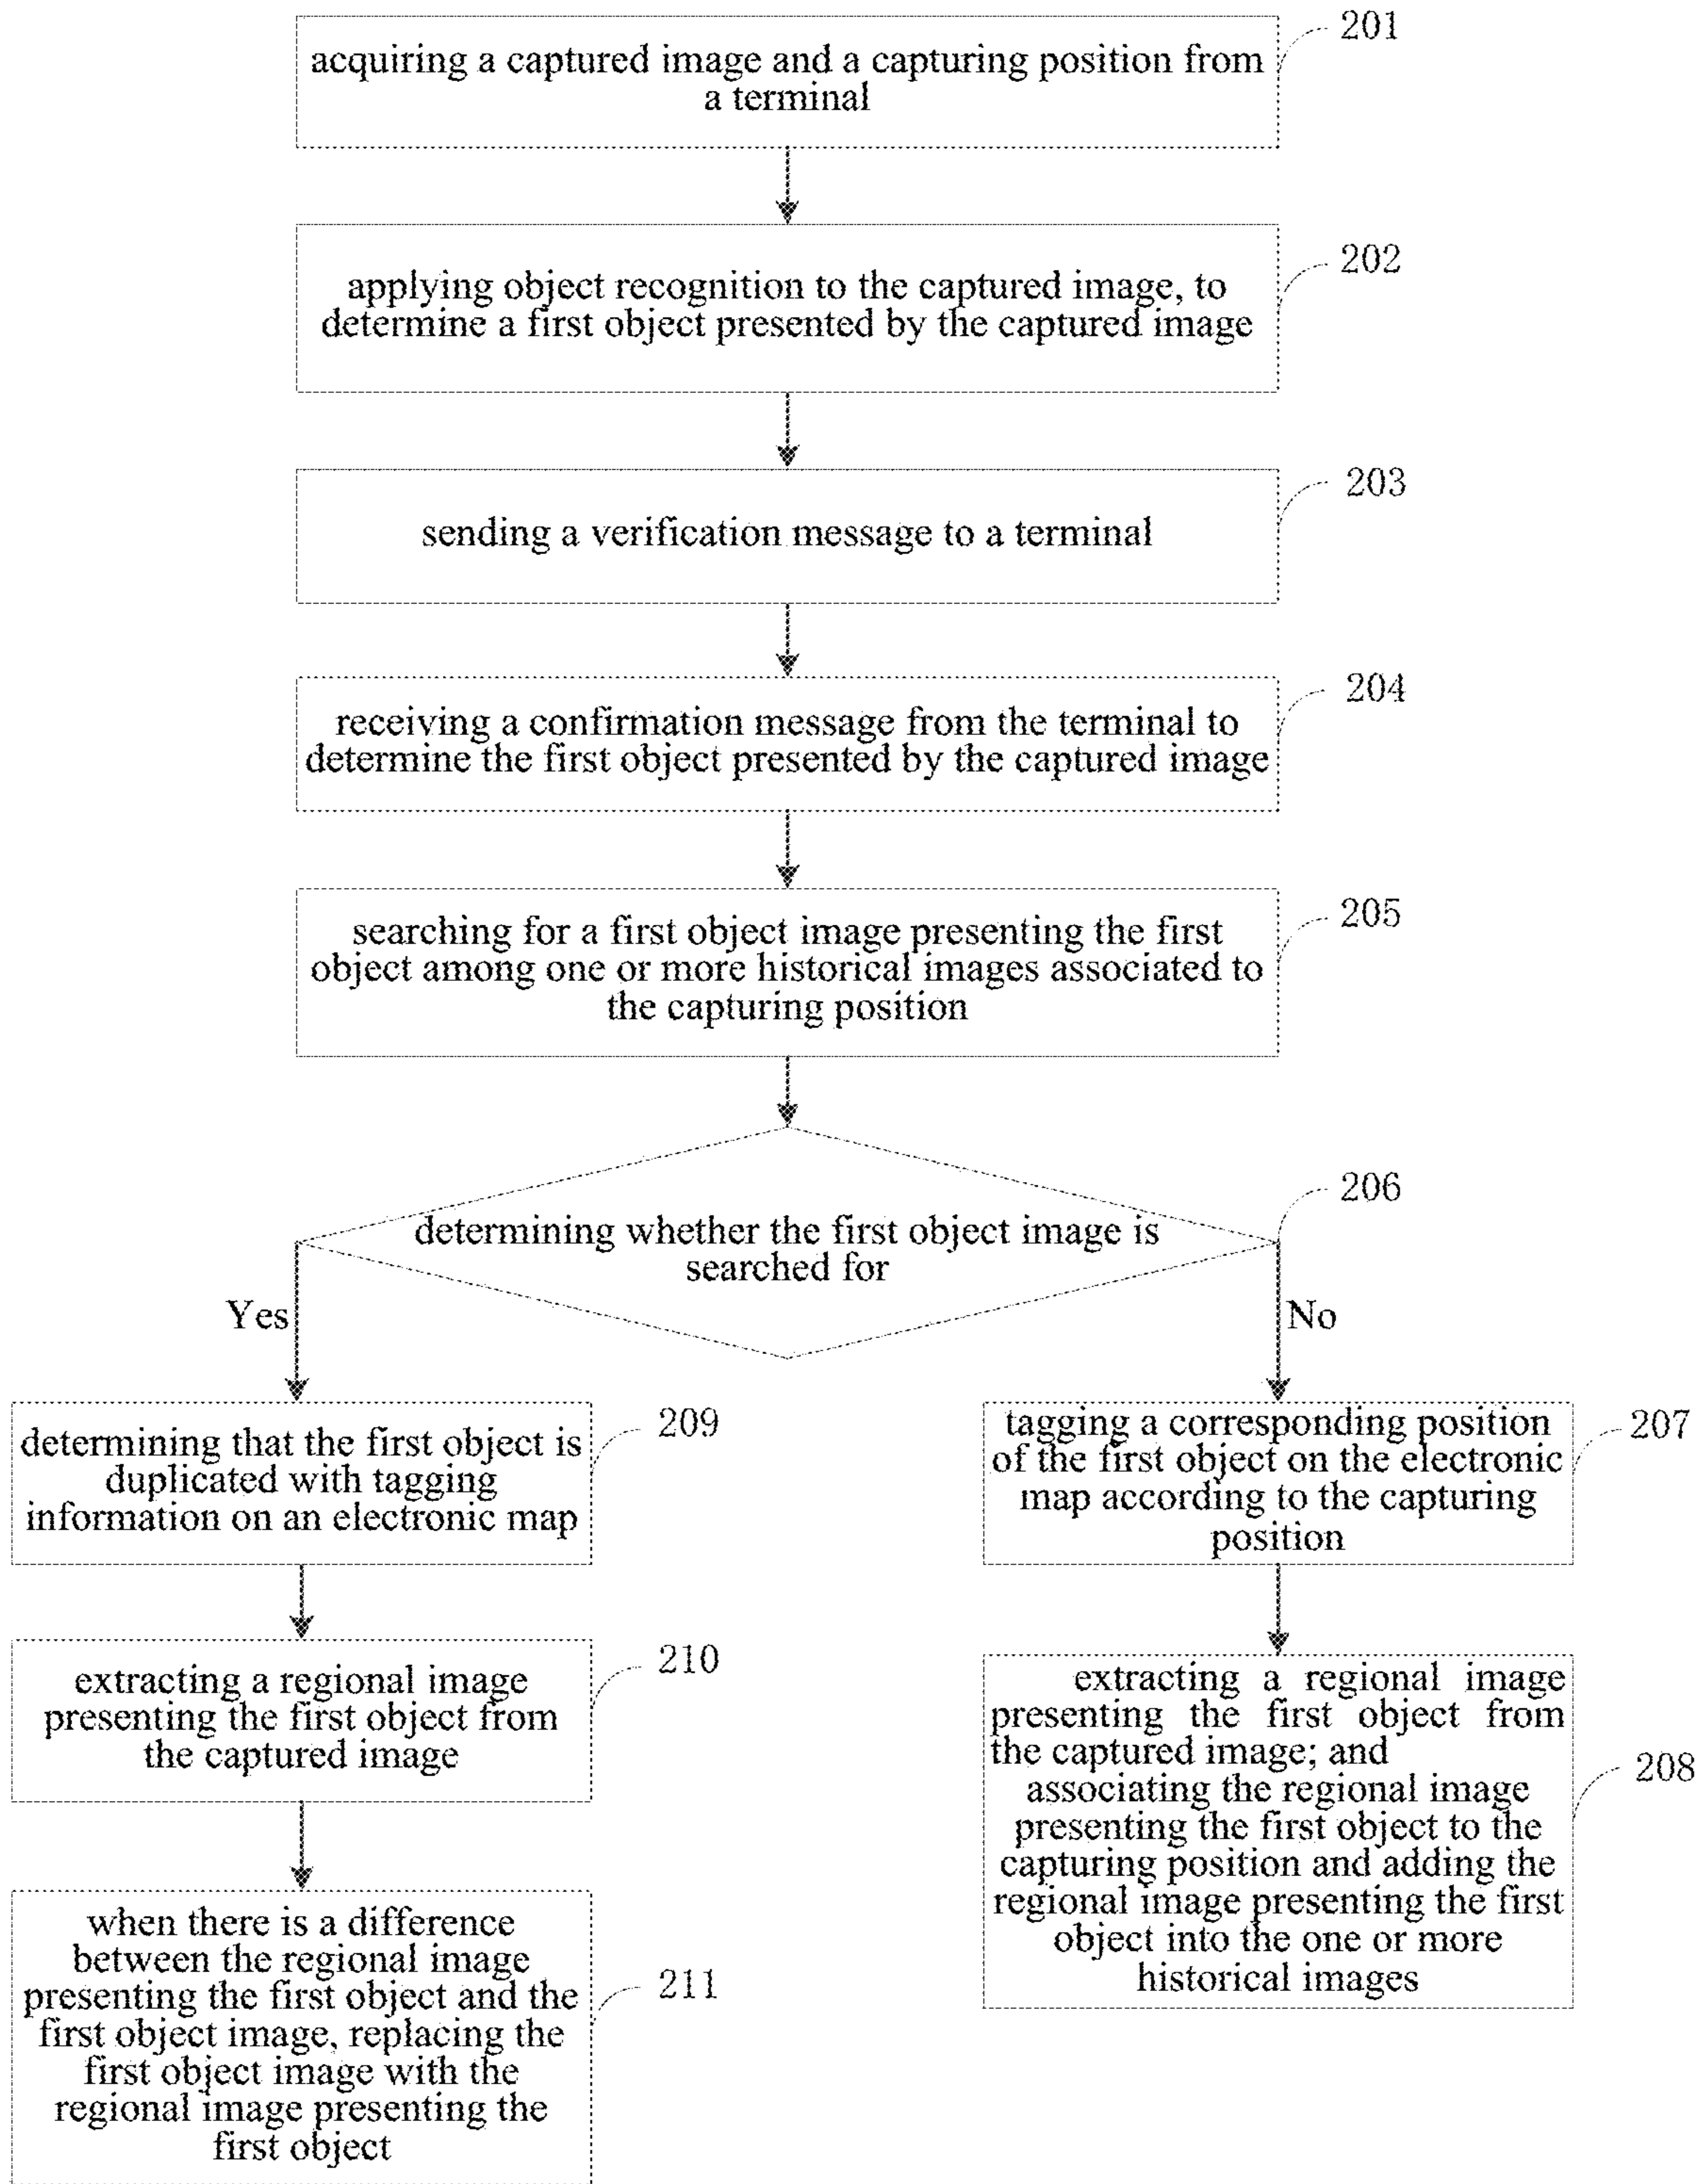 201
acquiring a captured image and a capturing position from
a terminal
202
applying object recognition to the captured image, to
determine a first object presented by the captured image
203
sending a verification message to a terminal
204
receiving a confirmation message from the terminal to
determine the first object presented by the captured image
205
searching for a first object image presenting the first
object among one or more historical images associated to
the capturing position
206
determining whether the first object image is
searched for
Yes
No
209
determining that the first object is
duplicated with tagging
information on an electronic map
207
tagging a corresponding position
of the first object on the electronic
map according to the capturing
position
210
extracting a regional image
presenting the first object from
the captured image
208
extracting a regional image
presenting the first object from
the captured image; and
associating the regional image
presenting the first object to the
capturing position and adding the
regional image presenting the first
object into the one or more
historical images
211
when there is a difference
between the regional image
presenting the first object and the
first object image, replacing the
first object image with the
regional image presenting the
first object